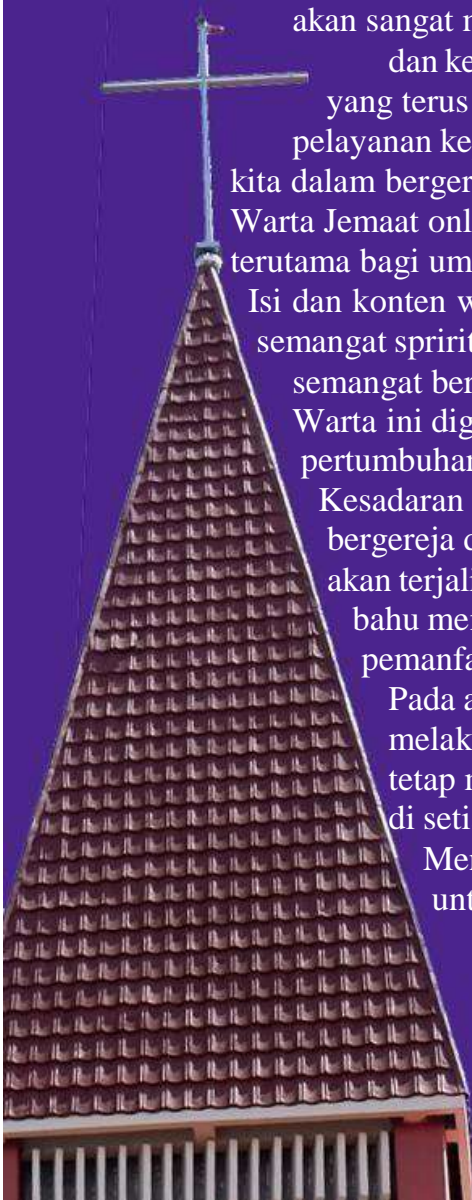 akan sangat
dan ke
yang terus
pelayanan ke
kita dalam berger
Warta Jemaat onl
terutama bagi um
Isi dan konten
semangat spririt
semangat ber
Warta ini dig
pertumbuhan
Kesadaran
bergereja
akan terjali
bahu me
pemanfa
Pada a
melak
tetap
di seti
Me
unt